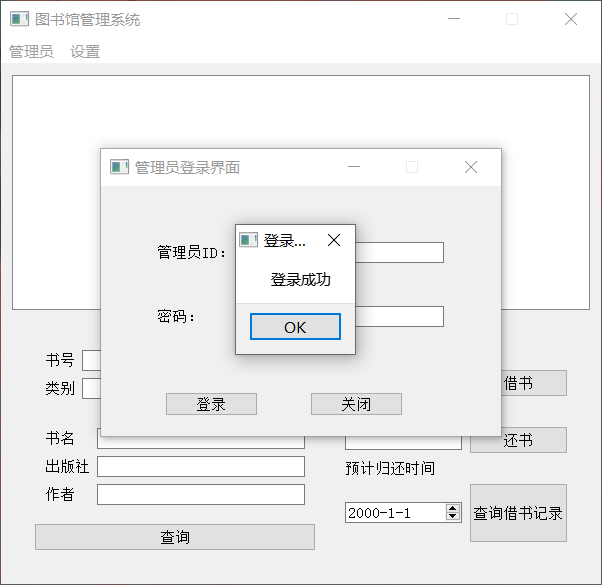 图书馆管理系统
管理员 设置
管理员登录界面
登录...
管理员ID:
登录成功
密码:
OK
登录 关闭
书号
类别
借书
书名
还书
出版社
预计归还时间
作者
2000-1-1
查询借书记录
查询